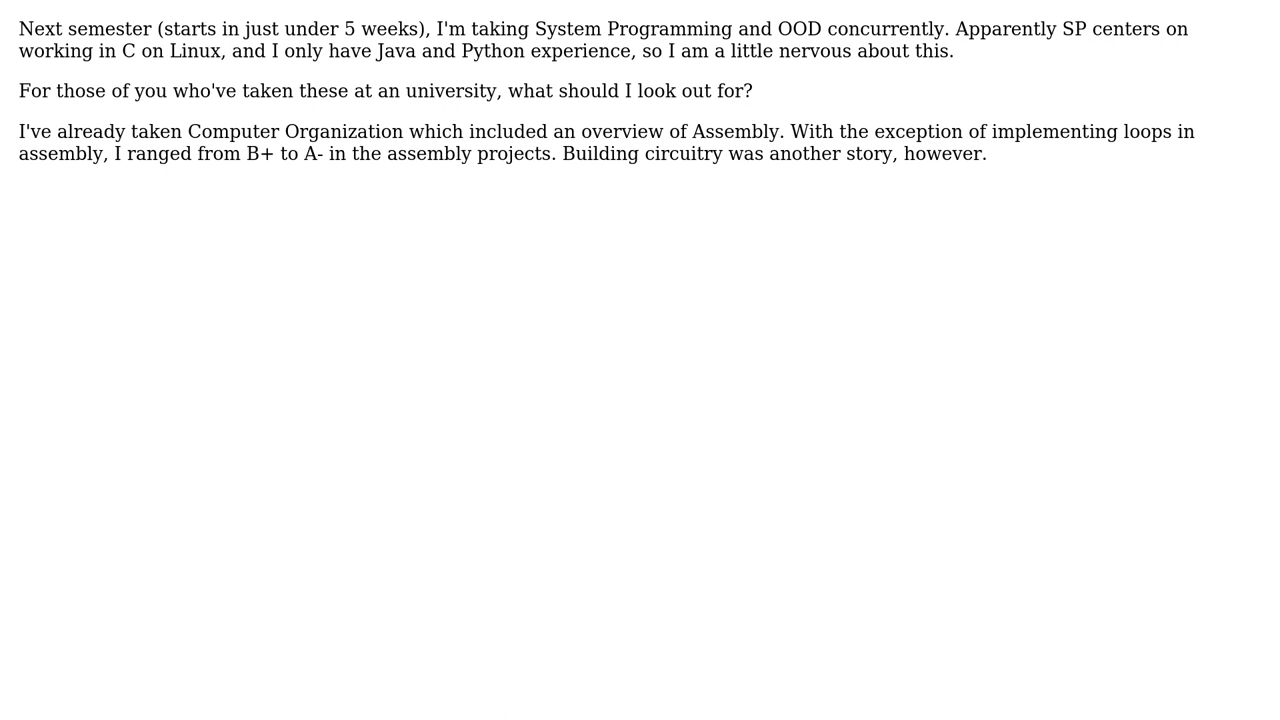 Next semester (starts in just under 5 weeks), I'm taking System Programming and OOD concurrently. Apparently SP centers on
working in C on Linux, and I only have Java and Python experience, so I am a little nervous about this.
For those of you who've taken these at an university, what should I look out for?
I've already taken Computer Organization which included an overview of Assembly. With the exception of implementing loops in
assembly, I ranged from B+ to A- in the assembly projects. Building circuitry was another story, however.